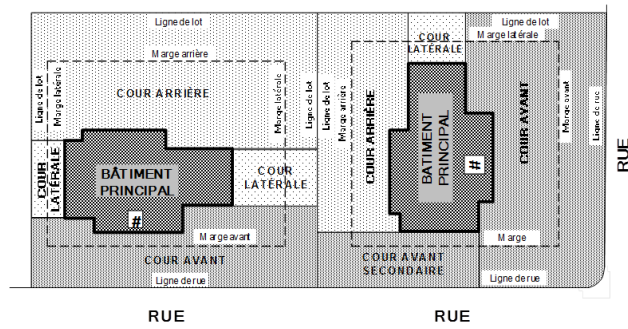 Ligne de lot
Marge arrière
COUR ARRIÈRE
Ligne de lot
Marge latérale
Marge latérale
Ligne de lot
COUR
LATÉRALE
BÂTIMENT
PRINCIPAL
#
COUR
LATÉRALE
Marge avant
COUR AVANT
Ligne de rue
RUE
Ligne de lot
Marge latérale
COUR
LATÉRALE
Ligne de lot
Marge arrière
COUR ARRIÈRE
BATIMENT
PRINCIPAL
#
COUR AVANT
Marge avant
Ligne de rue
RUE
Marge
COUR AVANT
SECONDAIRE
Ligne de rue
RUE